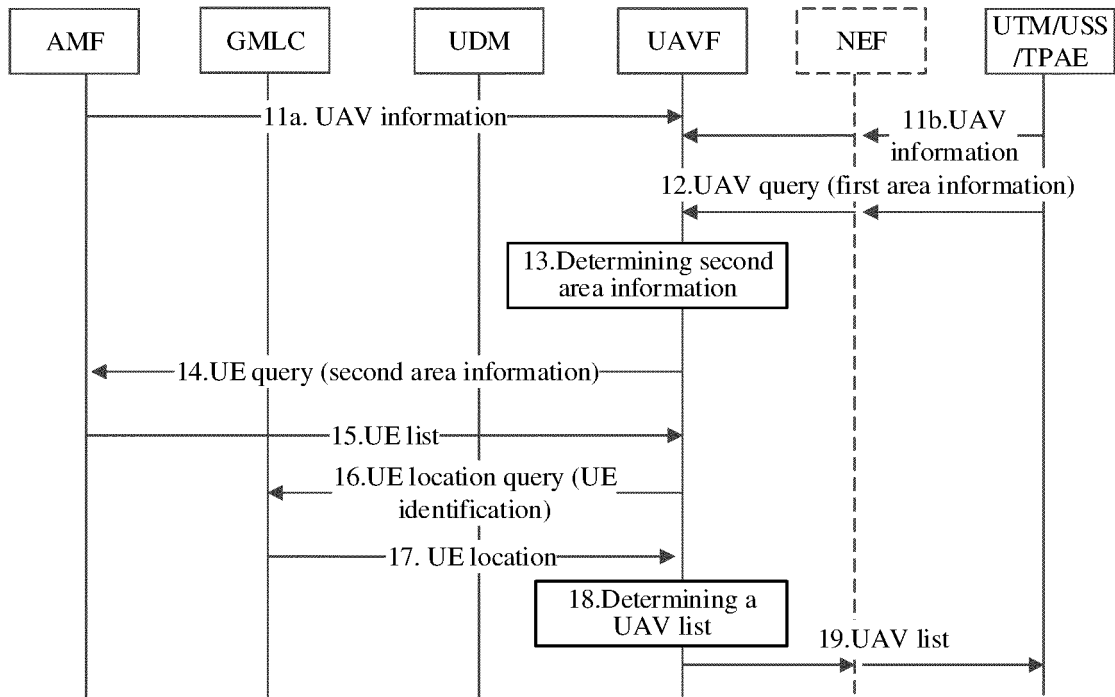 AMF
GMLC
UDM
UAVF
NEF
UTM/USS
/TPAE
11a. UAV information
11b.UAV
information
12.UAV query (first area information)
13.Determining second
area information
14.UE query (second area information)
15.UE list
16.UE location query (UE
identification)
17. UE location
18.Determining a
UAV list
19.UAV list